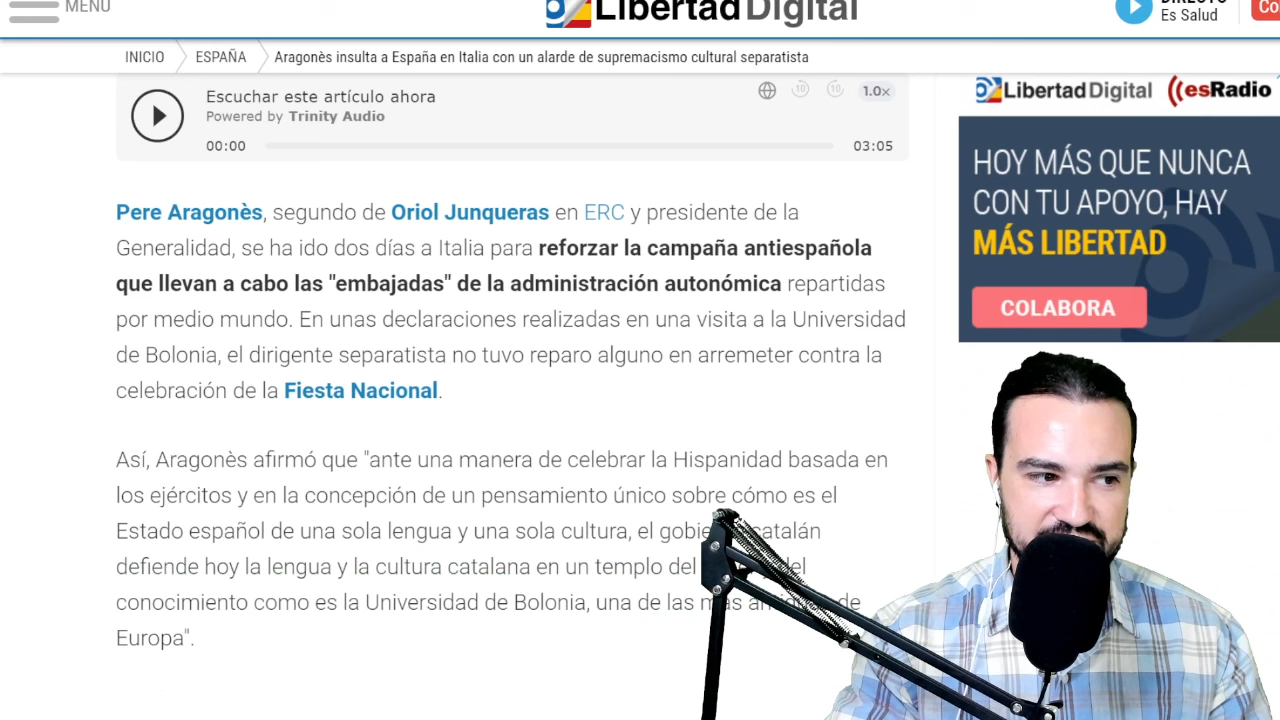 MENÚ
Libertad Digital
DIRECTO
Es Salud
INICIO
ESPAÑA
Aragonès insulta a España en Italia con un alarde de supremacismo cultural separatista
Escuchar este artículo ahora
10
10
1.0x
Powered by Trinity Audio
00:00
03:05
Pere Aragonès, segundo de Oriol Junqueras en ERC y presidente de la
Generalidad, se ha ido dos días a Italia para reforzar la campaña antiespañola
que llevan a cabo las "embajadas" de la administración autonómica repartidas
por medio mundo. En unas declaraciones realizadas en una visita a la Universidad
de Bolonia, el dirigente separatista no tuvo reparo alguno en arremeter contra la
celebración de la Fiesta Nacional.
Así, Aragonès afirmó que "ante una manera de celebrar la Hispanidad basada en
los ejércitos y en la concepción de un pensamiento único sobre cómo es el
Estado español de una sola lengua y una sola cultura, el catalán
defiende hoy la lengua y la cultura catalana en un templo del del
conocimiento como es la Universidad de Bolonia, una de las más de
Europa".
Libertad Digital esRadio
HOY MÁS QUE NUNCA
CON TU APOYO, HAY
MÁS LIBERTAD
COLABORA